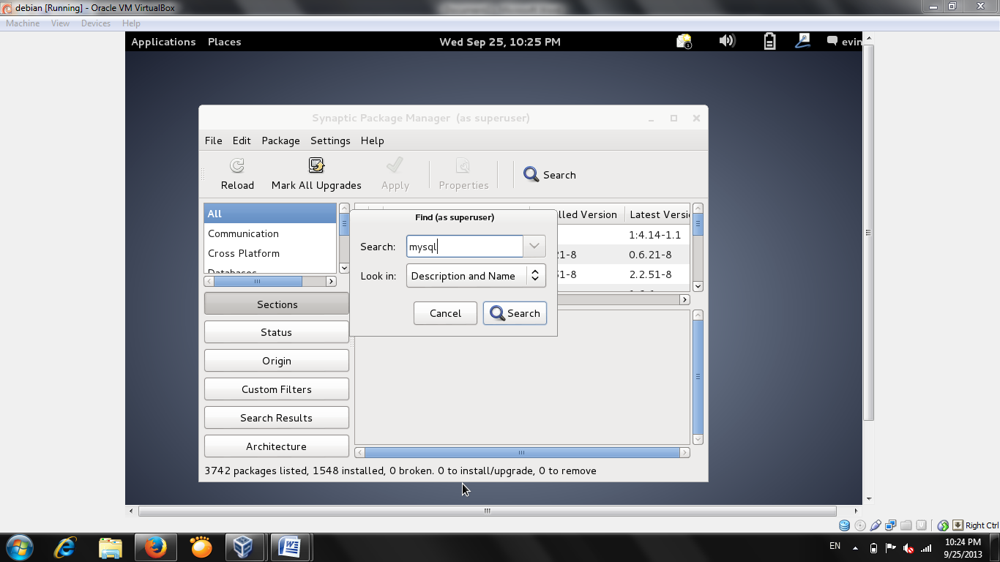 debian [Running] - Oracle VM VirtualBox
Machine View Devices Help
Applications Places Wed Sep 25, 10:25 PM 1 evin
Synaptic Package Manager (as superuser)
File Edit Package Settings Help
Reload Mark All Upgrades Apply Properties Search
All
Communication
Cross Platform
Databases
lled Version Latest Versi
1:4.14-1.1
21-8 0.6.21-8
51-8 2.2.51-8
Find (as superuser)
Search: mysql
Look in: Description and Name
Cancel Search
Sections
Status
Origin
Custom Filters
Search Results
Architecture
3742 packages listed, 1548 installed, 0 broken. 0 to install/upgrade, 0 to remove
Right Ctrl
EN 10:24 PM
9/25/2013